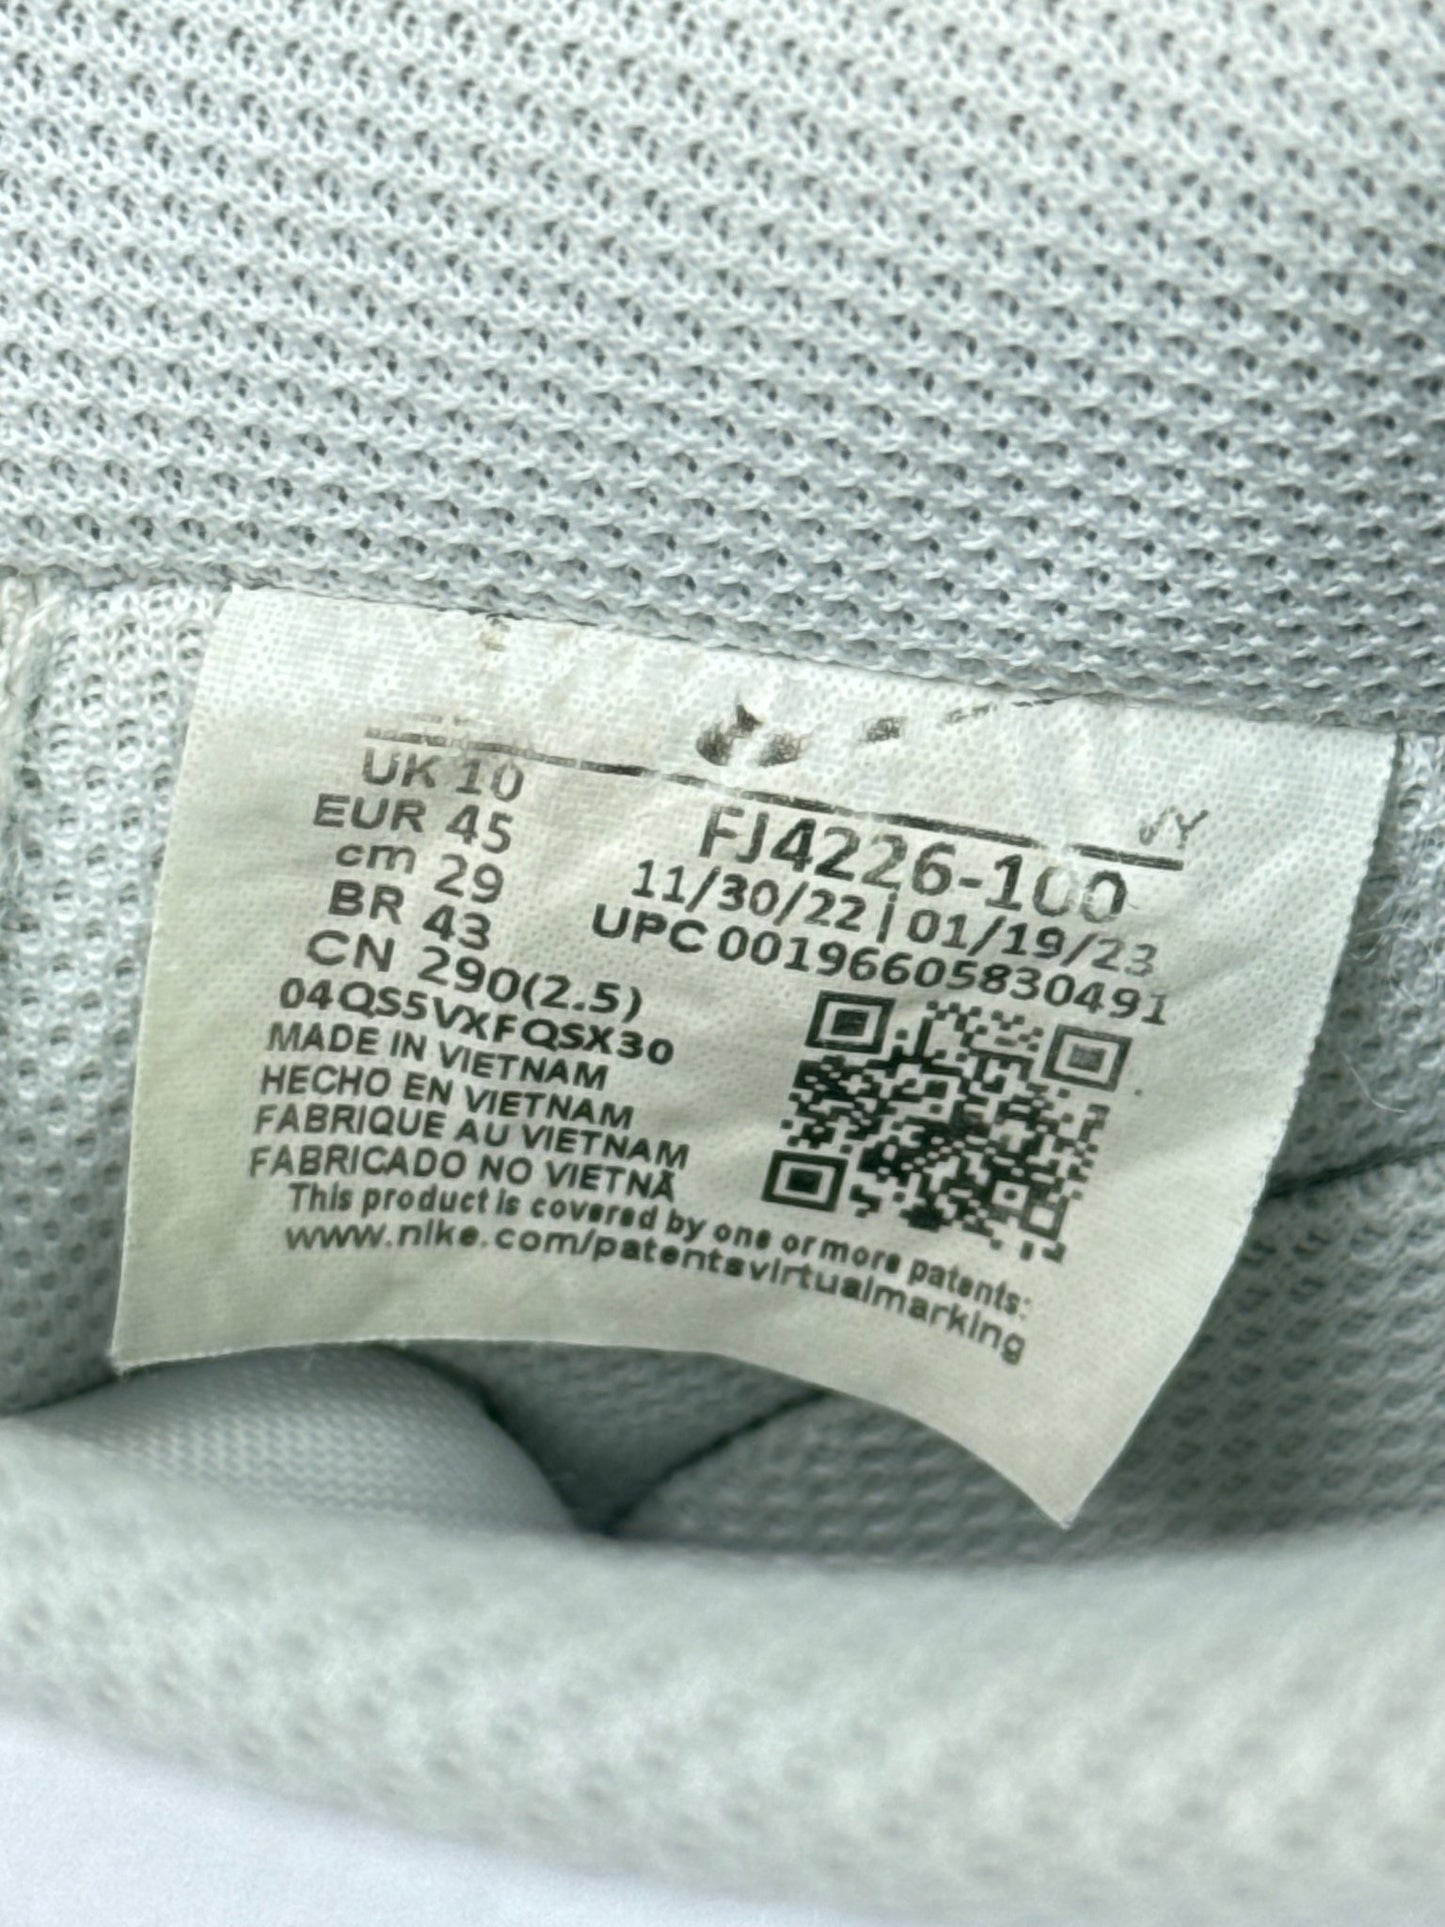 UK 10
EUR 45
cm 29
BR 43
CN 290(2.5)
04QS5VXFQSX30
MADE IN VIETNAM
HECHO EN VIETNAM
FABRIQUE AU VIETNAM
FABRICADO NO VIETNÃ
This product is covered by one or more patents:
www.nike.com/patentsvirtualmarking
FJ4226-100
11/30/22 | 01/19/23
UPC 00196605830491